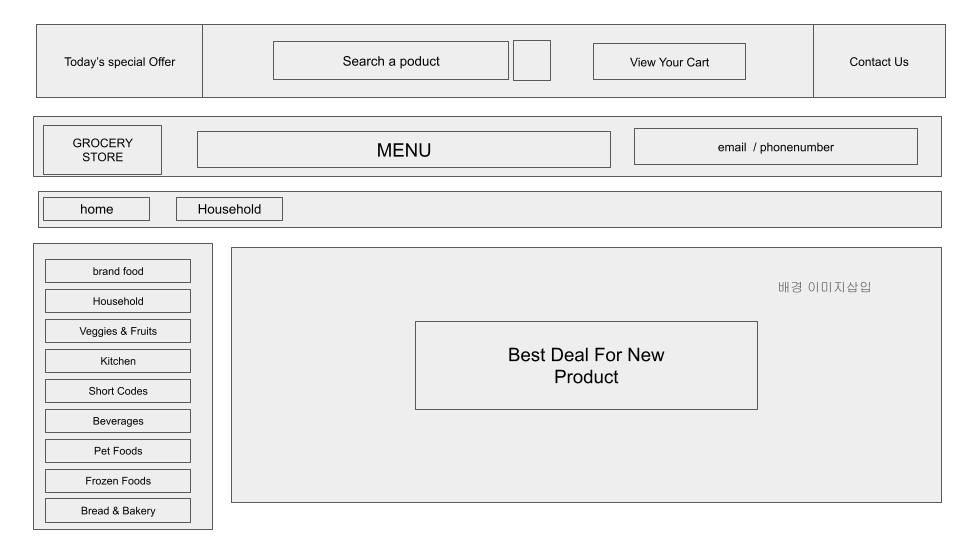 Today's special Offer
Search a poduct
View Your Cart
Contact Us
GROCERY
STORE
MENU
email / phonenumber
home
Household
brand food
Household
Veggies & Fruits
Kitchen
Short Codes
Beverages
Pet Foods
Frozen Foods
Bread & Bakery
배경 이미지삽입
Best Deal For New
Product